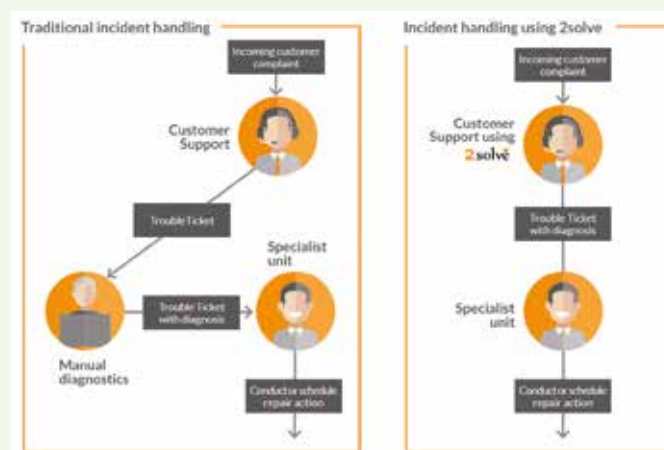 Traditional incident handling
Incoming customer
complaint
Customer
Support
Trouble Ticket
Specialist
unit
Trouble Ticket
with diagnosis
Manual
diagnostics
Conduct or schedule
repair action
Incident handling using 2solve
Incoming customer
complaint
Customer
Support using
2solve
Trouble Ticket
with diagnosis
Specialist
unit
Conduct or schedule
repair action